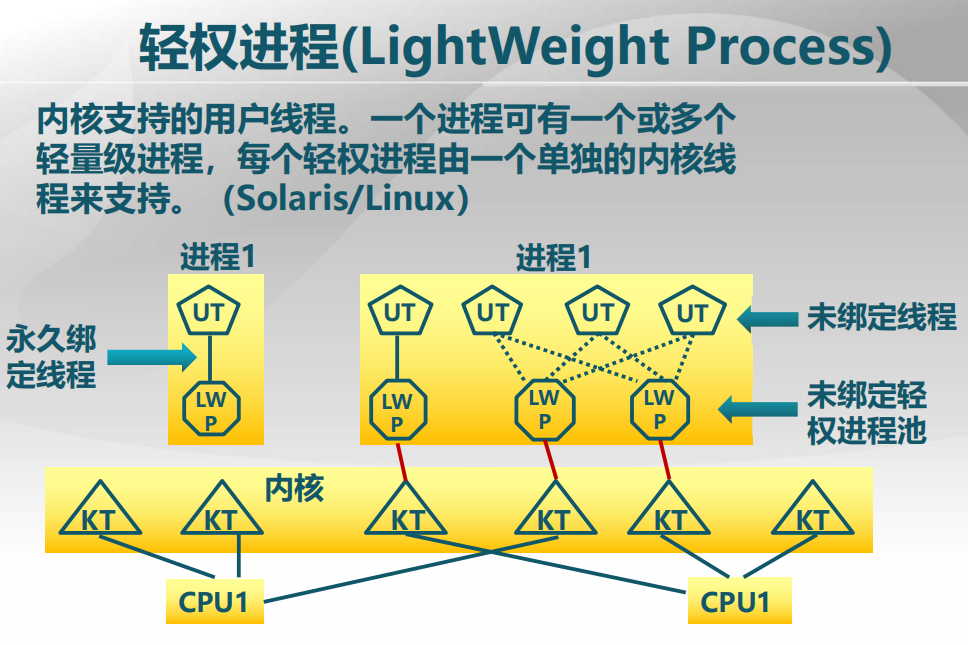 轻权进程(LightWeight Process)
内核支持的用户线程。一个进程可有一个或多个
轻量级进程，每个轻权进程由一个单独的内核线
程来支持。（Solaris/Linux）
进程1
进程1
UT
UT
UT
UT
UT
未绑定线程
永久绑
定线程
LW
P
LW
P
LW
P
LW
P
未绑定轻
权进程池
内核
KT
KT
KT
KT
KT
KT
CPU1
CPU1